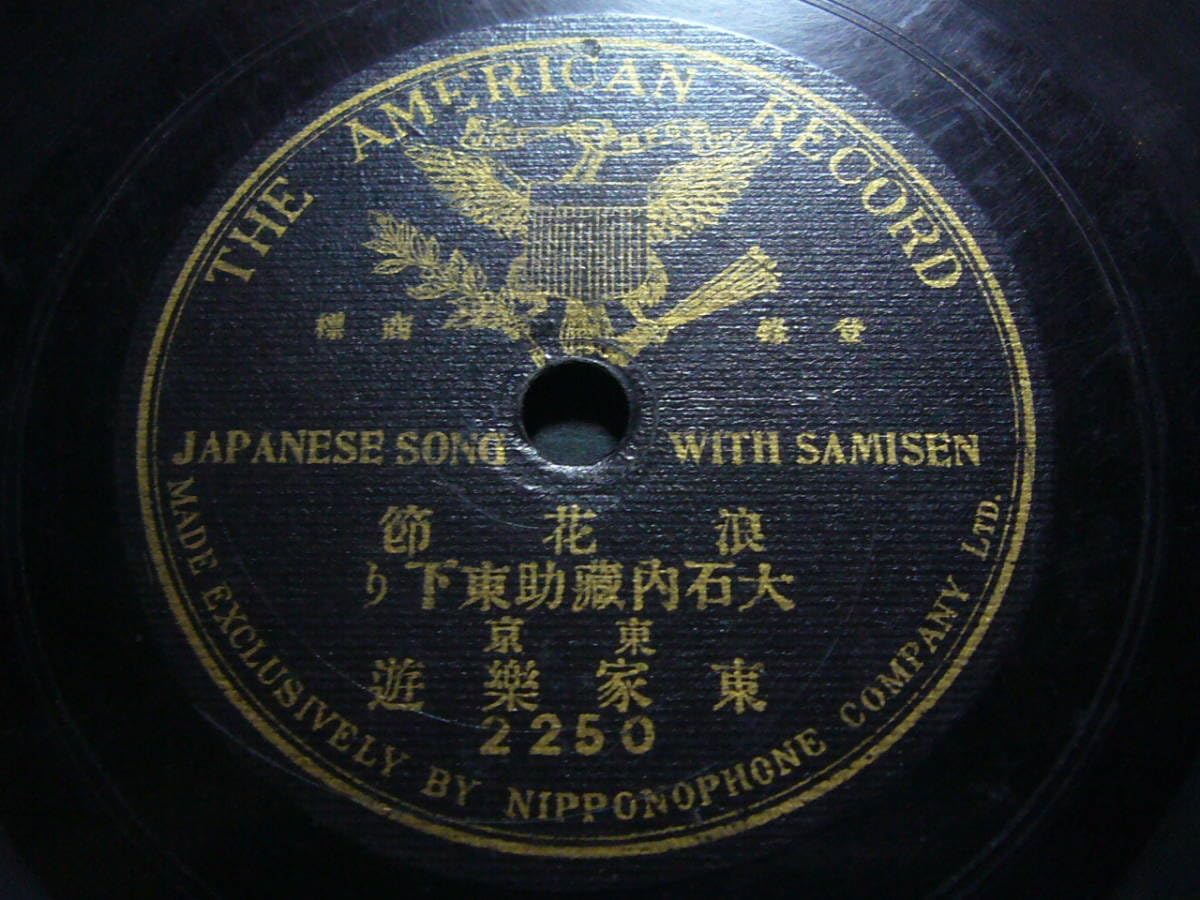 THE AMERICAN RECORD
登錄商標
JAPANESE SONG WITH SAMISEN
浪花節
大石内藏助東下り
東京
東家樂遊
2250
MADE EXCLUSIVELY BY NIPPONOPHONE COMPANY LTD.